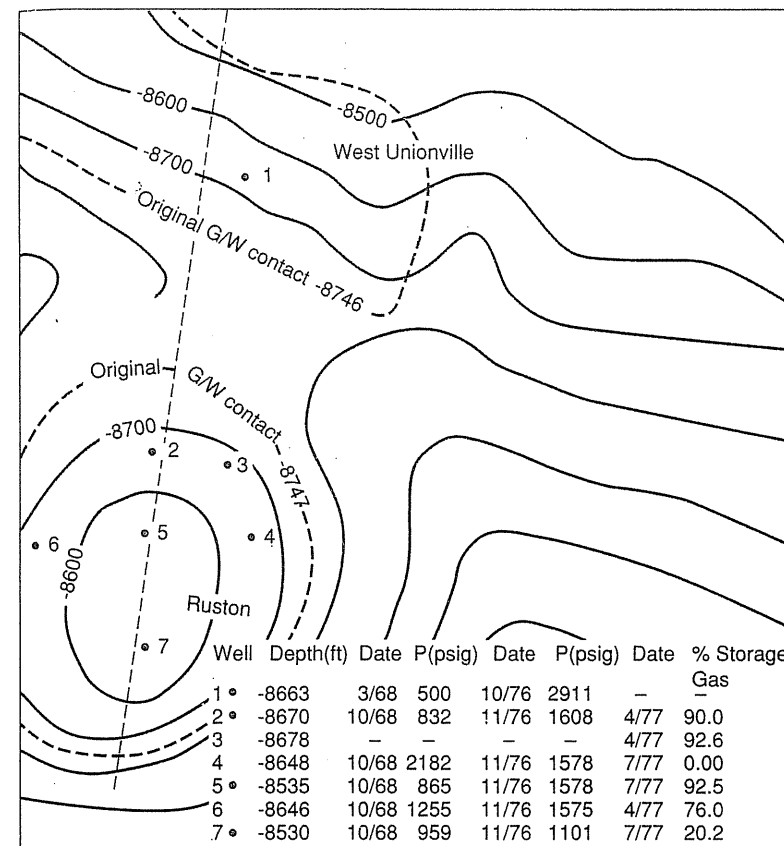 -8600
-8500
West Unionville
-8700
1
Original G/W contact -8746
Original G/W contact
-8747
-8700
2
3
5
4
6
-8600
Ruston
7
Well Depth(ft) Date P(psig) Date P(psig) Date % Storage Gas
1 -8663 3/68 500 10/76 2911 – –
2 -8670 10/68 832 11/76 1608 4/77 90.0
3 -8678 – – – – 4/77 92.6
4 -8648 10/68 2182 11/76 1578 7/77 0.00
5 -8535 10/68 865 11/76 1578 7/77 92.5
6 -8646 10/68 1255 11/76 1575 4/77 76.0
7 -8530 10/68 959 11/76 1101 7/77 20.2